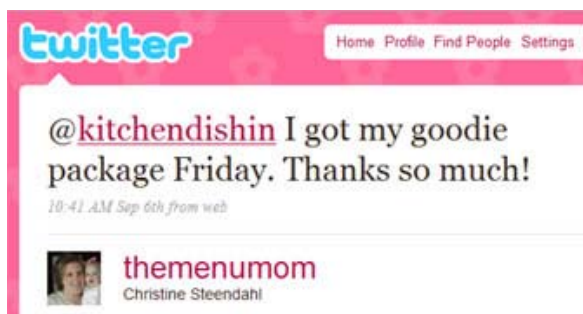 twitter
Home Profile Find People Settings
@kitchendishin I got my goodie
package Friday. Thanks so much!
10:41 AM Sep 6th from web
themenumom
Christine Steendahl